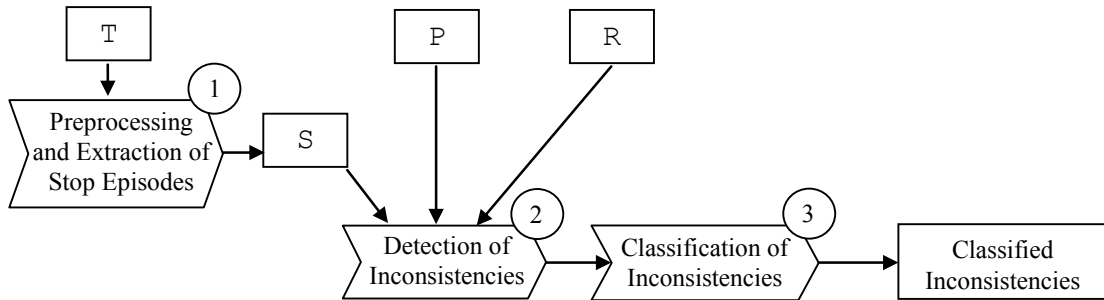 T
P
R
1
Preprocessing
and Extraction of
Stop Episodes
S
2
Detection of
Inconsistencies
3
Classification of
Inconsistencies
Classified
Inconsistencies